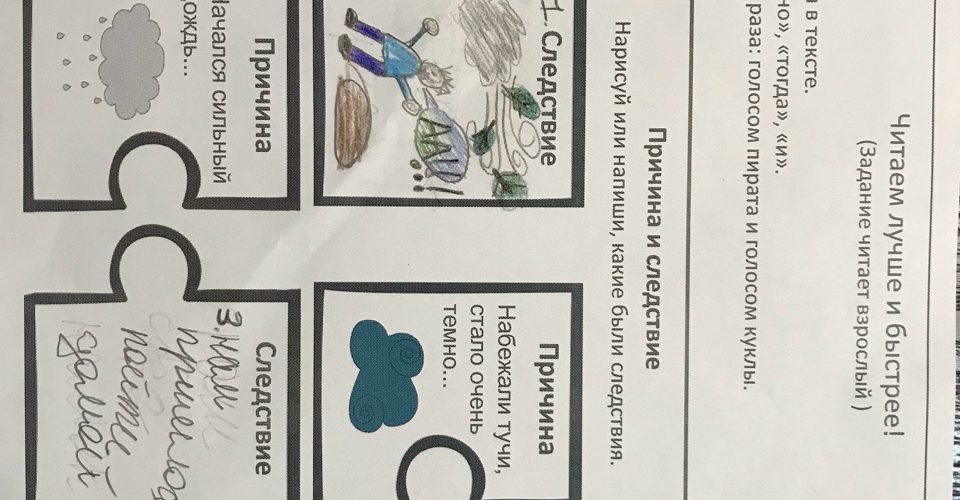 Читаем лучше и быстрее!
(Задание читает взрослый )
в тексте.
«тогда», «и».
раза: голосом пирата и голосом куклы.
Причина и следствие
Нарисуй или напиши, какие были следствия.
1. Следствие
АА!...!
Причина
Набежали тучи,
стало очень
темно...
Причина
Начался сильный
дождь...
Следствие
3. нам
пришлось
пойти
домой